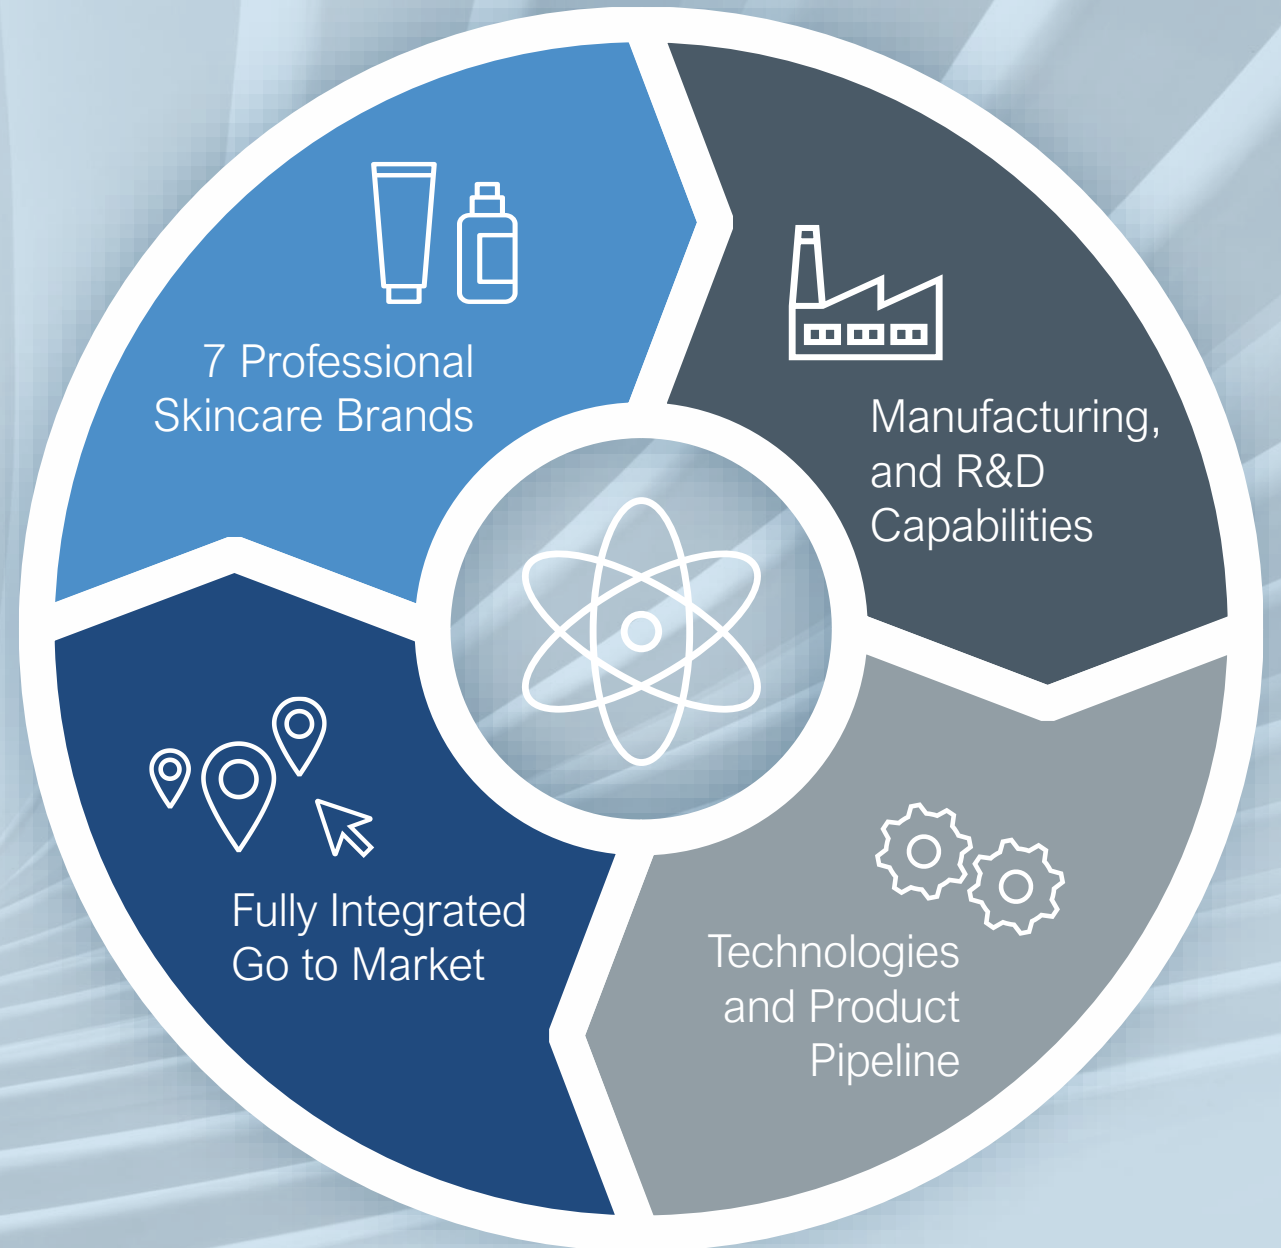 7 Professional
Skincare Brands
Manufacturing,
and R&D
Capabilities
Technologies
and Product
Pipeline
Fully Integrated
Go to Market